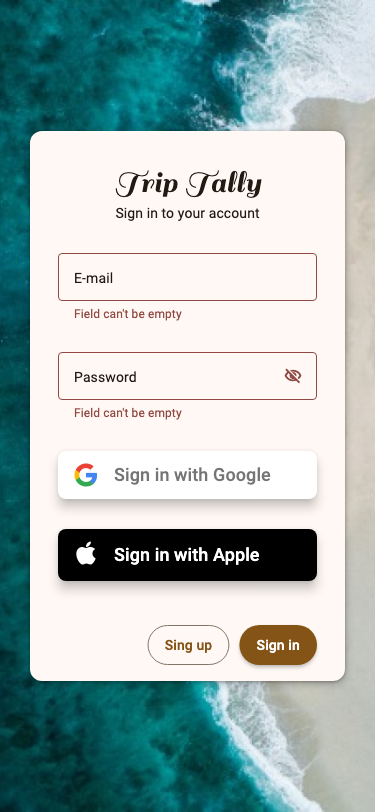 Trip Tally
Sign in to your account
E-mail
Field can't be empty
Password
Field can't be empty
Sign in with Google
Sign in with Apple
Sing up
Sign in